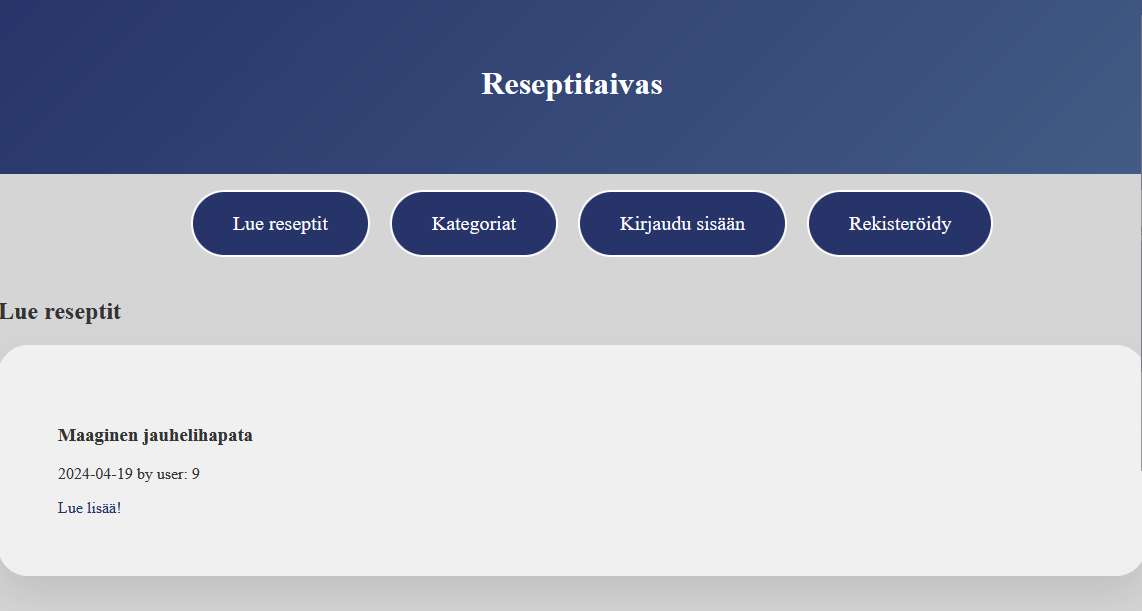 Reseptitaivas
Lue reseptit Kategoriat Kirjaudu sisään Rekisteröidy
Lue reseptit
Maaginen jauhelihapata
2024-04-19 by user: 9
Lue lisää!